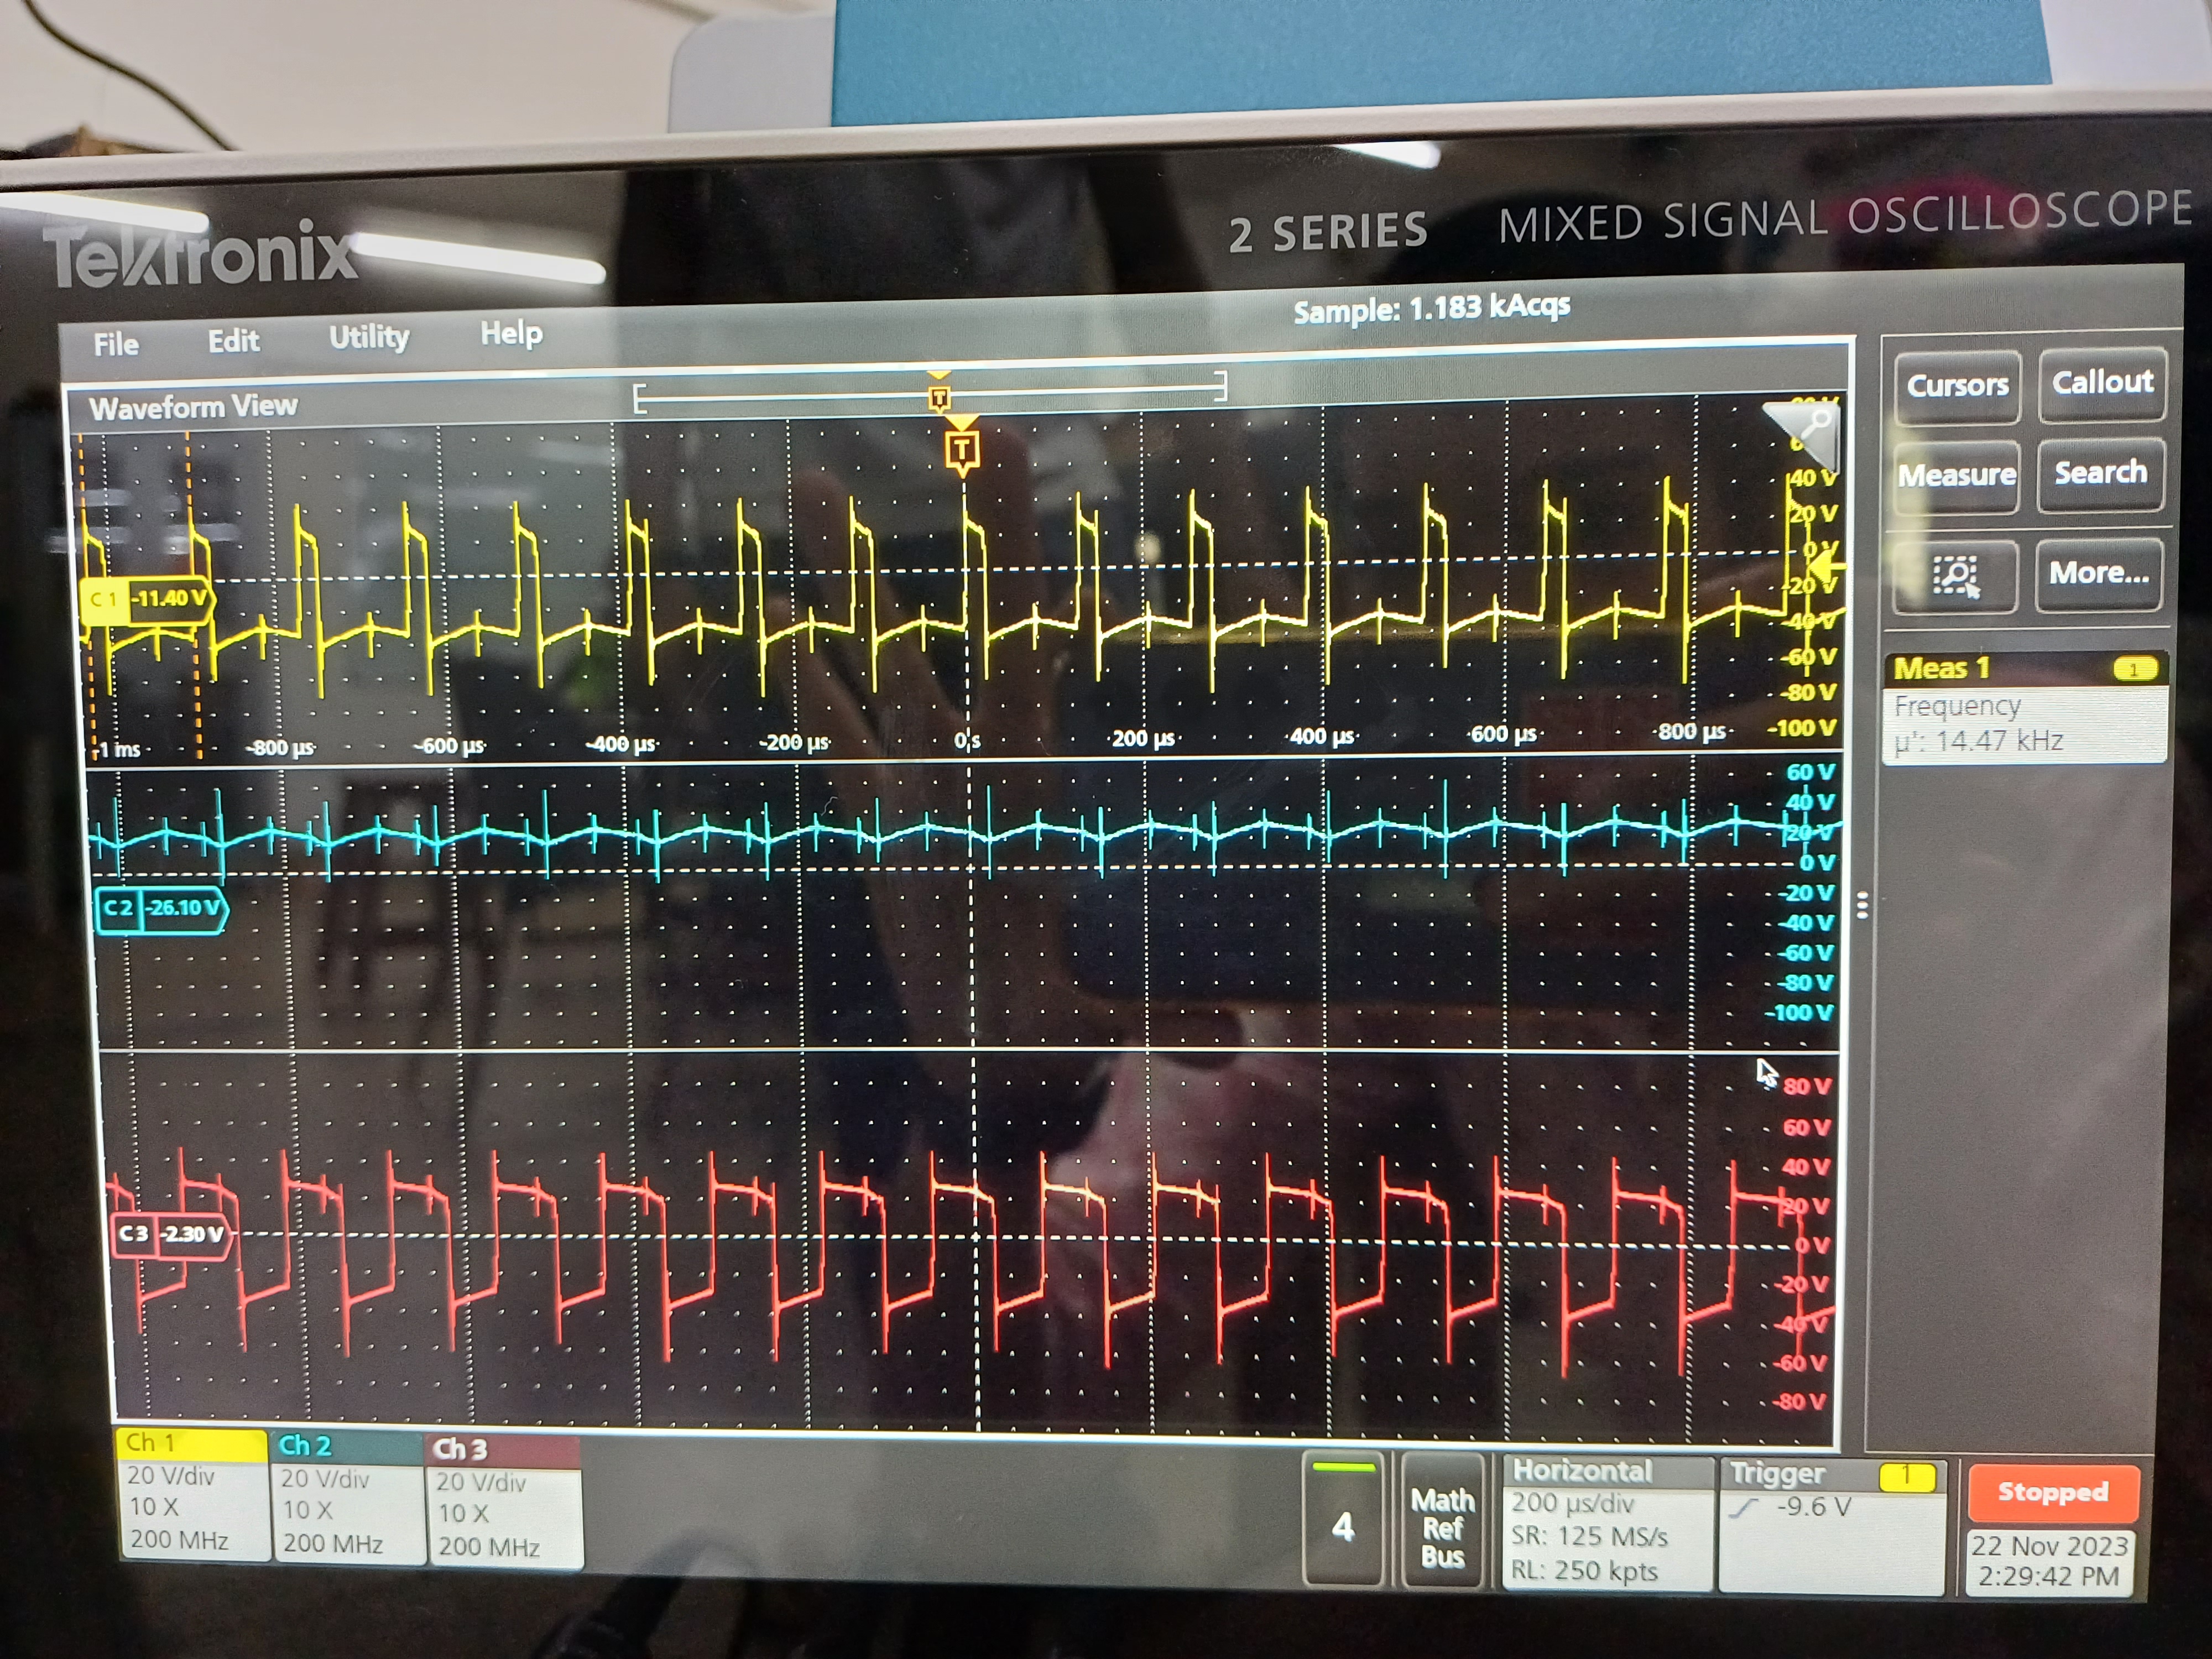 Tektronix
2 SERIES MIXED SIGNAL OSCILLOSCOPE
Sample: 1.183 kAcqs
File Edit Utility Help
Waveform View
T
T
Cursors Callout
Measure Search
More...
40 V
20 V
0 V
-20 V
-40 V
-60 V
-80 V
-100 V
C 1 -11.40 V
-1 ms -800 µs -600 µs -400 µs -200 µs 0 s 200 µs 400 µs 600 µs 800 µs
Meas 1 1
Frequency
µ': 14.47 kHz
60 V
40 V
20 V
0 V
-20 V
-40 V
-60 V
-80 V
-100 V
C 2 -26.10 V
80 V
60 V
40 V
20 V
0 V
-20 V
-40 V
-60 V
-80 V
C 3 -2.30 V
Ch 1
20 V/div
10 X
200 MHz
Ch 2
20 V/div
10 X
200 MHz
Ch 3
20 V/div
10 X
200 MHz
4
Math
Ref
Bus
Horizontal
200 µs/div
SR: 125 MS/s
RL: 250 kpts
Trigger 1
-9.6 V
Stopped
22 Nov 2023
2:29:42 PM